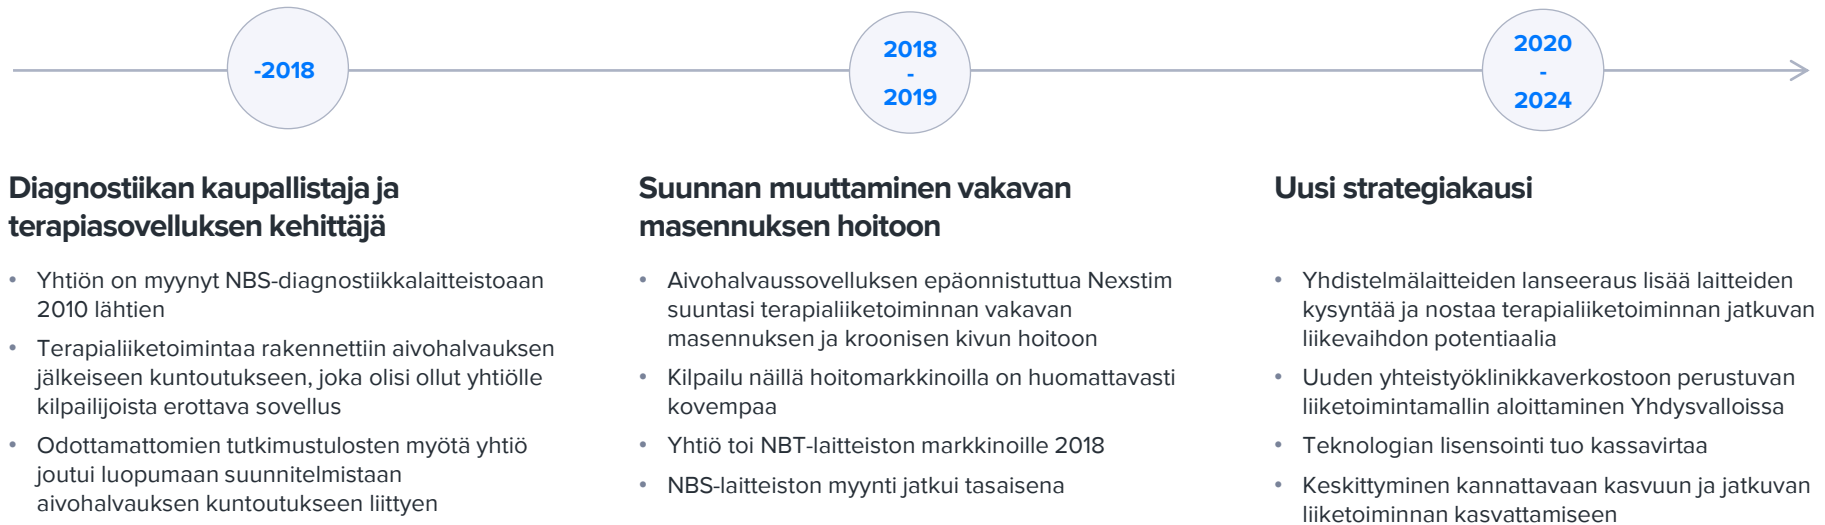 -2018
Diagnostiikan kaupallistaja ja
terapiasovelluksen kehittäjä
• Yhtiön on myynyt NBS-diagnostiikkalaitteistoaan
2010 lähtien
• Terapialiiketoimintaa rakennettiin aivohalvauksen
jälkeiseen kuntoutukseen, joka olisi ollut yhtiölle
kilpailijoista erottava sovellus
• Odottamattomien tutkimustulosten myötä yhtiö
joutui luopumaan suunnitelmistaan
aivohalvauksen kuntoutukseen liittyen
2018
-
2019
Suunnan muuttaminen vakavan
masennuksen hoitoon
• Aivohalvaussovelluksen epäonnistuttua Nexstim
suuntasi terapialiiketoiminnan vakavan
masennuksen ja kroonisen kivun hoitoon
• Kilpailu näillä hoitomarkkinoilla on huomattavasti
kovempaa
• Yhtiö toi NBT-laitteiston markkinoille 2018
• NBS-laitteiston myynti jatkui tasaisena
2020
-
2024
Uusi strategiakausi
• Yhdistelmälaitteiden lanseeraus lisää laitteiden
kysyntää ja nostaa terapialiiketoiminnan jatkuvan
liikevaihdon potentiaalia
• Uuden yhteistyöklinikkaverkostoon perustuvan
liiketoimintamallin aloittaminen Yhdysvalloissa
• Teknologian lisensointi tuo kassavirtaa
• Keskittyminen kannattavaan kasvuun ja jatkuvan
liiketoiminnan kasvattamiseen